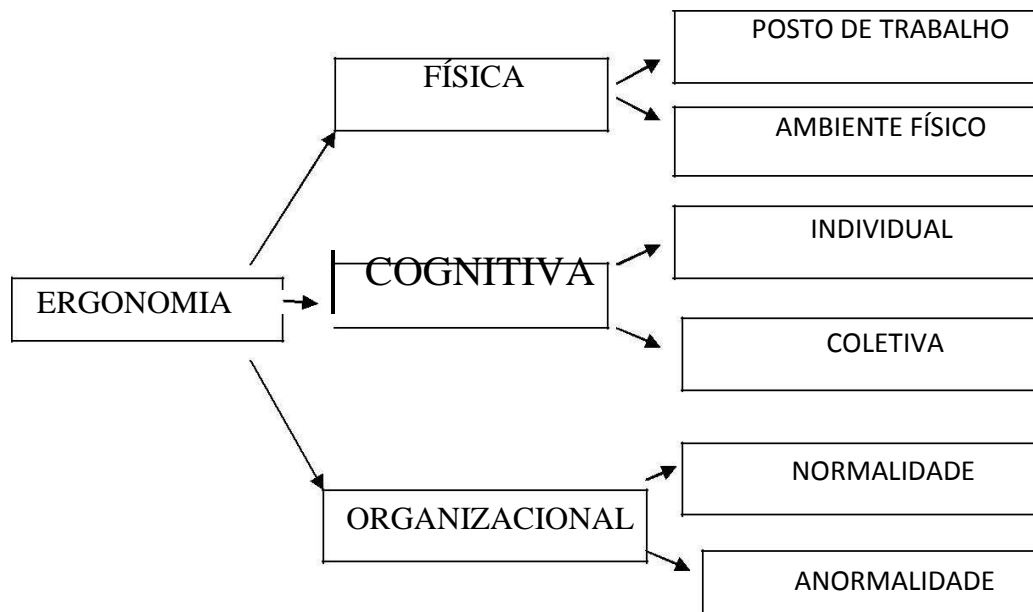 POSTO DE TRABALHO
FÍSICA
AMBIENTE FÍSICO
INDIVIDUAL
COGNITIVA
ERGONOMIA
COLETIVA
NORMALIDADE
ORGANIZACIONAL
ANORMALIDADE